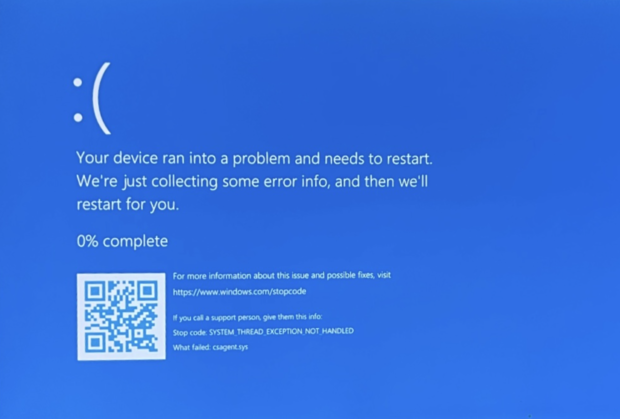 :(
Your device ran into a problem and needs to restart.
We're just collecting some error info, and then we'll
restart for you.
0% complete
For more information about this issue and possible fixes, visit
https://www.windows.com/stopcode
If you call a support person, give them this info:
Stop code: SYSTEM_THREAD_EXCEPTION_NOT_HANDLED
What failed: csagent.sys